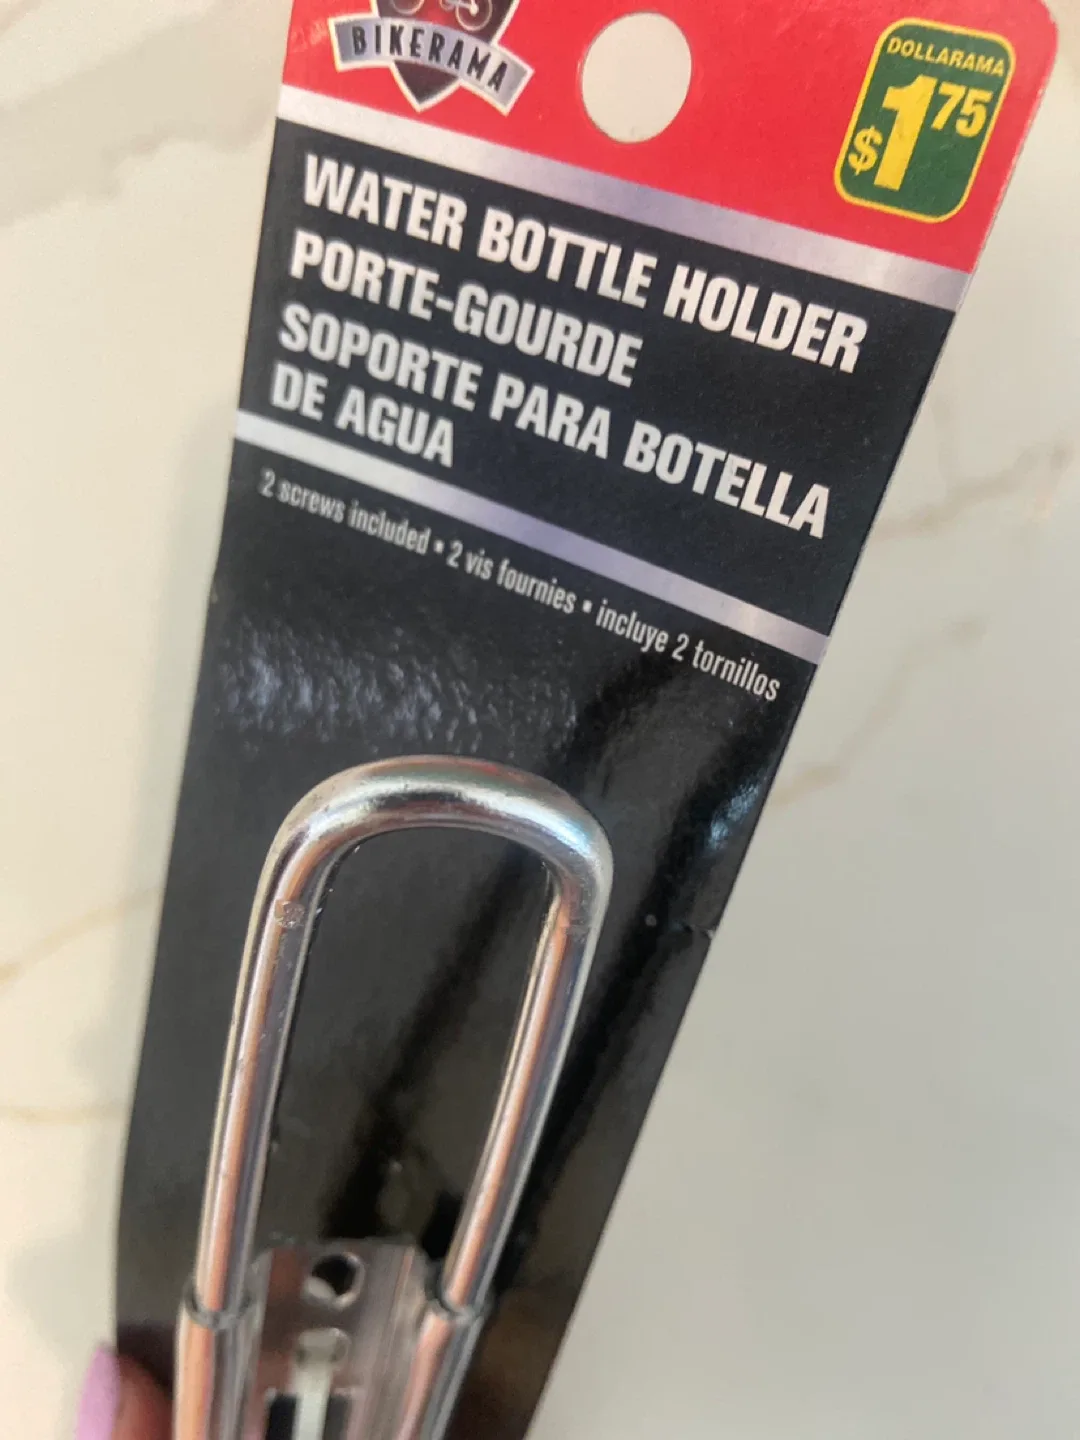 BIKERAMA
DOLLARAMA
$1.75
WATER BOTTLE HOLDER
PORTE-GOURDE
SOPORTE PARA BOTELLA
DE AGUA
2 screws included • 2 vis fournies • incluye 2 tornillos